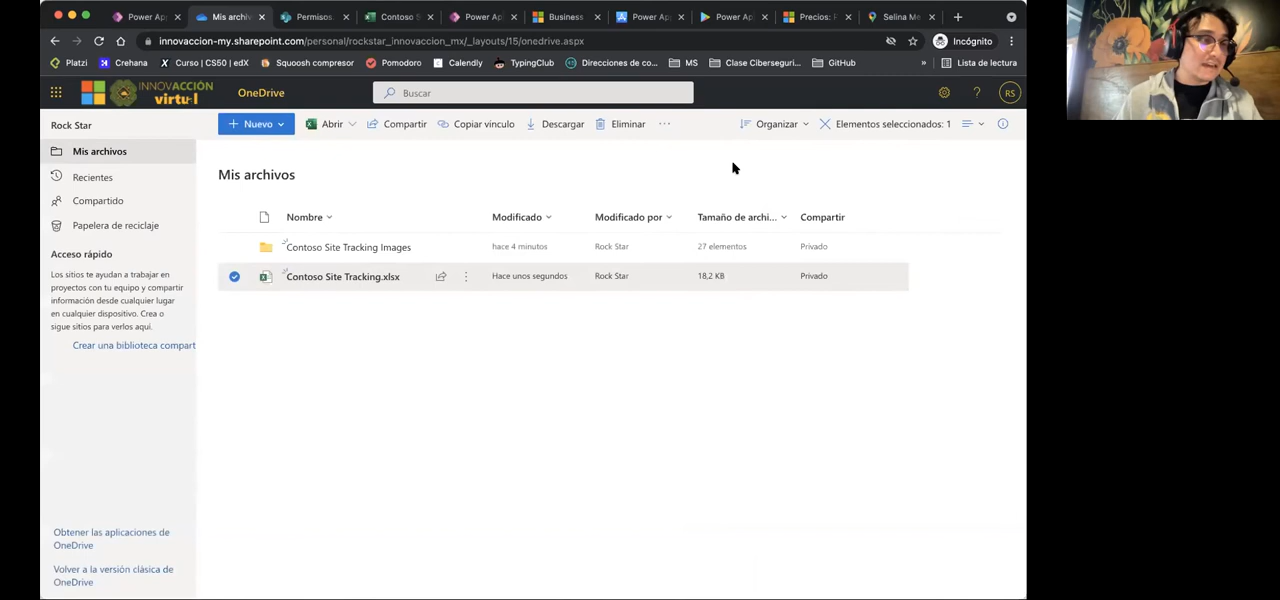 Power Ap
Mis archiv
Permisos.
Contoso S
Power Ap
Business
Power Ap
Power Ap
Precios: P
Selina Me
innovaccion-my.sharepoint.com/personal/rockstar_innovaccion_mx/_layouts/15/onedrive.aspx
Incógnito
Platzi
Crehana
Curso | CS50 | edX
Squoosh compresor
Pomodoro
Calendly
TypingClub
Direcciones de co...
MS
Clase Ciberseguri...
GitHub
»
Lista de lectura
INNOVACCIÓN
virtual
OneDrive
Buscar
?
RS
Rock Star
+ Nuevo
Abrir
Compartir
Copiar vínculo
Descargar
Eliminar
...
Organizar
Elementos seleccionados: 1
Mis archivos
Recientes
Compartido
Papelera de reciclaje
Acceso rápido
Los sitios te ayudan a trabajar en
proyectos con tu equipo y compartir
información desde cualquier lugar
en cualquier dispositivo. Crea o
sigue sitios para verlos aquí.
Crear una biblioteca compart
Mis archivos
Nombre
Modificado
Modificado por
Tamaño de archi...
Compartir
Contoso Site Tracking Images
hace 4 minutos
Rock Star
27 elementos
Privado
Contoso Site Tracking.xlsx
Hace unos segundos
Rock Star
18,2 KB
Privado
Obtener las aplicaciones de
OneDrive
Volver a la versión clásica de
OneDrive